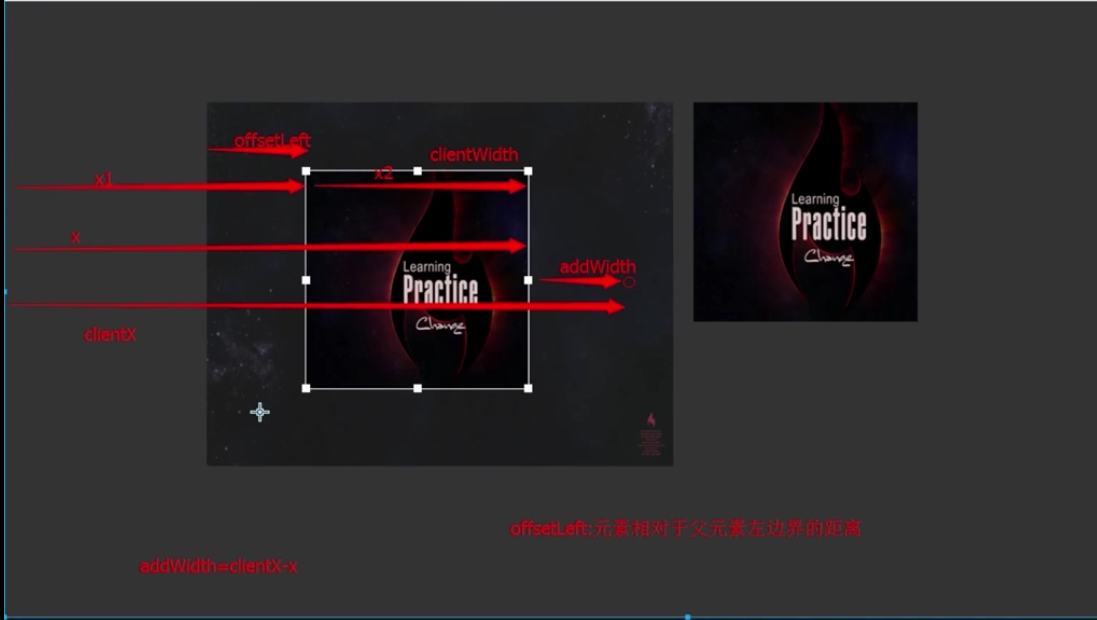 offsetLeft
clientWidth
x1
x2
x
addWidth
clientX
Learning
Practice
Change
Learning
Practice
Change
offsetLeft:元素相对于父元素左边界的距离
addWidth=clientX-x